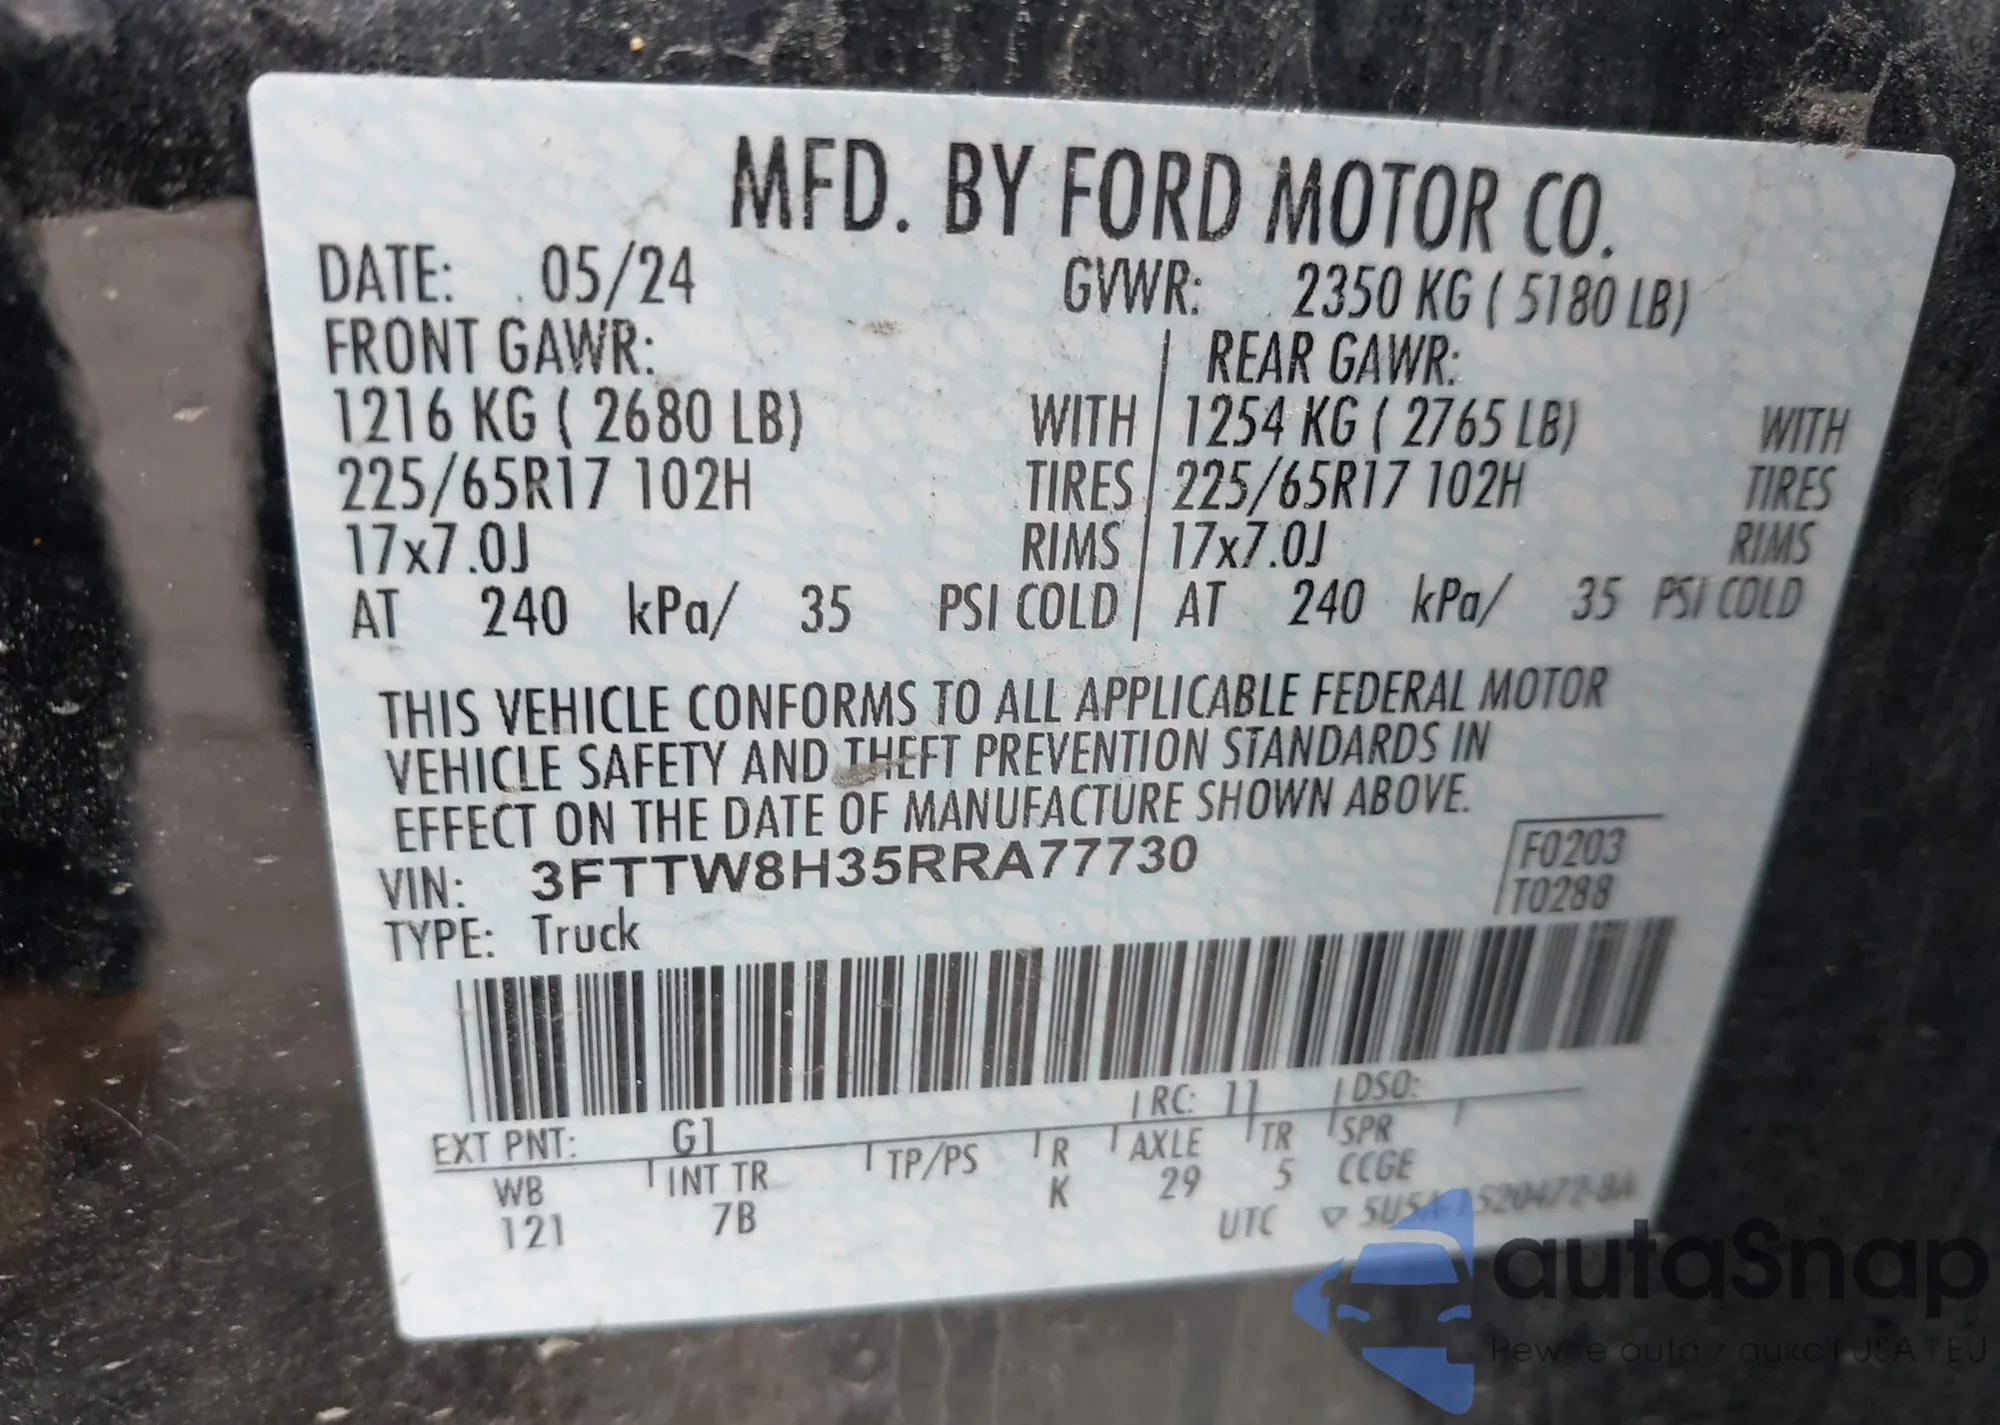 MFD. BY FORD MOTOR CO.
DATE: 05/24 GVWR: 2350 KG ( 5180 LB)
FRONT GAWR: REAR GAWR:
1216 KG ( 2680 LB) WITH 1254 KG ( 2765 LB) WITH
225/65R17 102H TIRES 225/65R17 102H TIRES
17x7.0J RIMS 17x7.0J RIMS
AT 240 kPa/ 35 PSI COLD AT 240 kPa/ 35 PSI COLD
THIS VEHICLE CONFORMS TO ALL APPLICABLE FEDERAL MOTOR
VEHICLE SAFETY AND THEFT PREVENTION STANDARDS IN
EFFECT ON THE DATE OF MANUFACTURE SHOWN ABOVE.
VIN: 3FTTW8H35RRA77730 F0203
TYPE: Truck T0288
EXT PNT: G1 RC: 11 DSO:
WB INT TR TP/PS R AXLE TR SPR
121 7B K 29 5 CCGE
UTC
autaSnap
Pewne auta z aukcji USA i EU